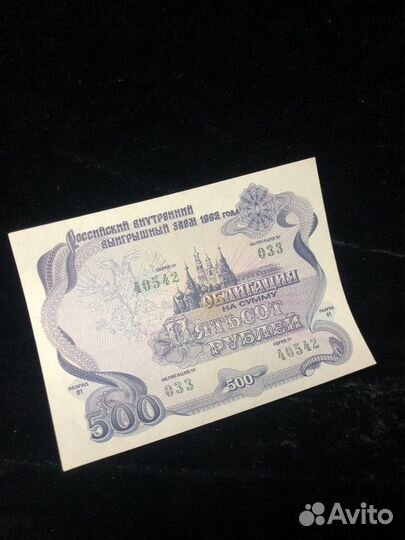 Российский внутренний
выигрышный заем 1992 года
СЕРИЯ №
40542
ОБЛИГАЦИЯ №
033
ОБЛИГАЦИЯ
НА СУММУ
ПЯТЬСОТ
РУБЛЕЙ
РАЗРЯД
01
ОБЛИГАЦИЯ №
033
СЕРИЯ №
40542
РАЗРЯД
01
500
500
Avito